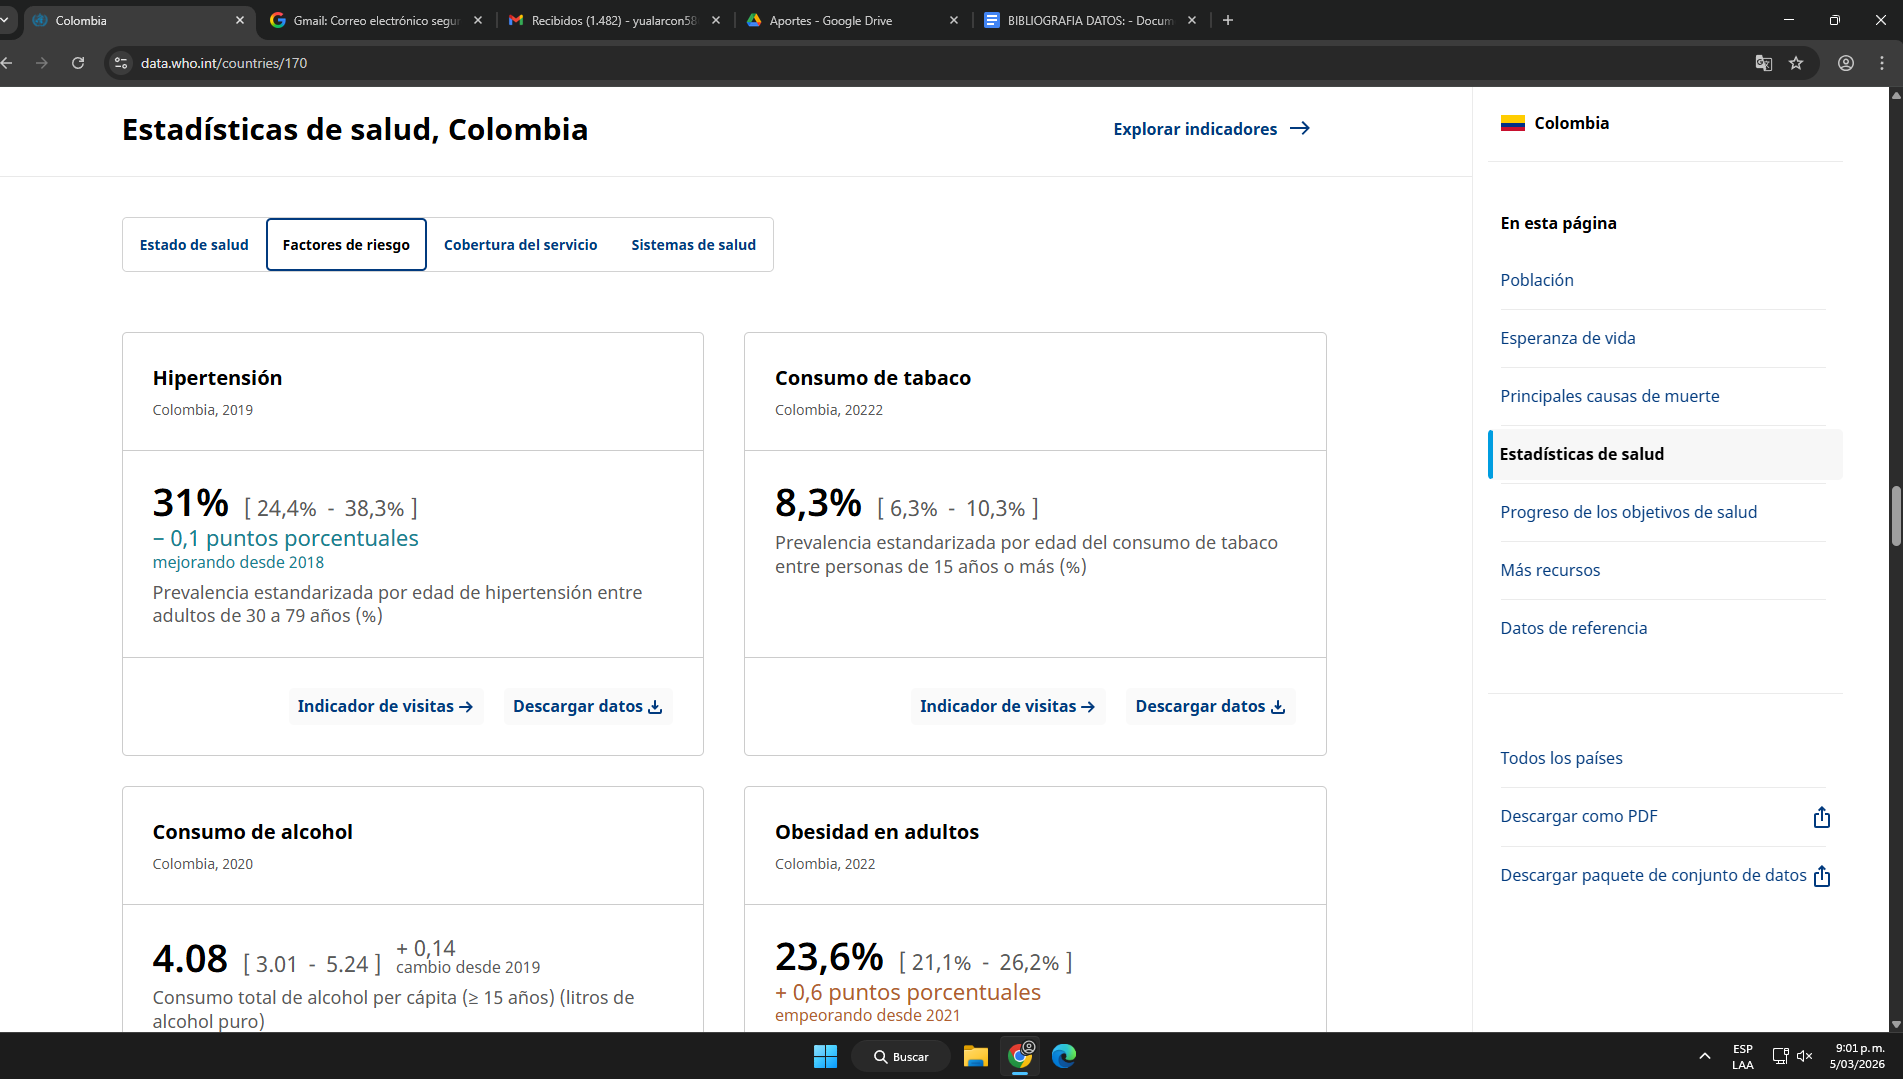 Colombia
Gmail: Correo electrónico segur
Recibidos (1.482) - yualarcon58
Aportes - Google Drive
BIBLIOGRAFIA DATOS: - Docum
data.who.int/countries/170
Estadísticas de salud, Colombia
Explorar indicadores →
Estado de salud
Factores de riesgo
Cobertura del servicio
Sistemas de salud
Hipertensión
Colombia, 2019
31% [ 24,4% - 38,3% ]
− 0,1 puntos porcentuales
mejorando desde 2018
Prevalencia estandarizada por edad de hipertensión entre
adultos de 30 a 79 años (%)
Indicador de visitas →
Descargar datos
Consumo de tabaco
Colombia, 20222
8,3% [ 6,3% - 10,3% ]
Prevalencia estandarizada por edad del consumo de tabaco
entre personas de 15 años o más (%)
Indicador de visitas →
Descargar datos
Consumo de alcohol
Colombia, 2020
4.08 [ 3.01 - 5.24 ] + 0,14
cambio desde 2019
Consumo total de alcohol per cápita (≥ 15 años) (litros de
alcohol puro)
Obesidad en adultos
Colombia, 2022
23,6% [ 21,1% - 26,2% ]
+ 0,6 puntos porcentuales
empeorando desde 2021
Colombia
En esta página
Población
Esperanza de vida
Principales causas de muerte
Estadísticas de salud
Progreso de los objetivos de salud
Más recursos
Datos de referencia
Todos los países
Descargar como PDF
Descargar paquete de conjunto de datos
Buscar
ESP
LAA
9:01 p. m.
5/03/2026